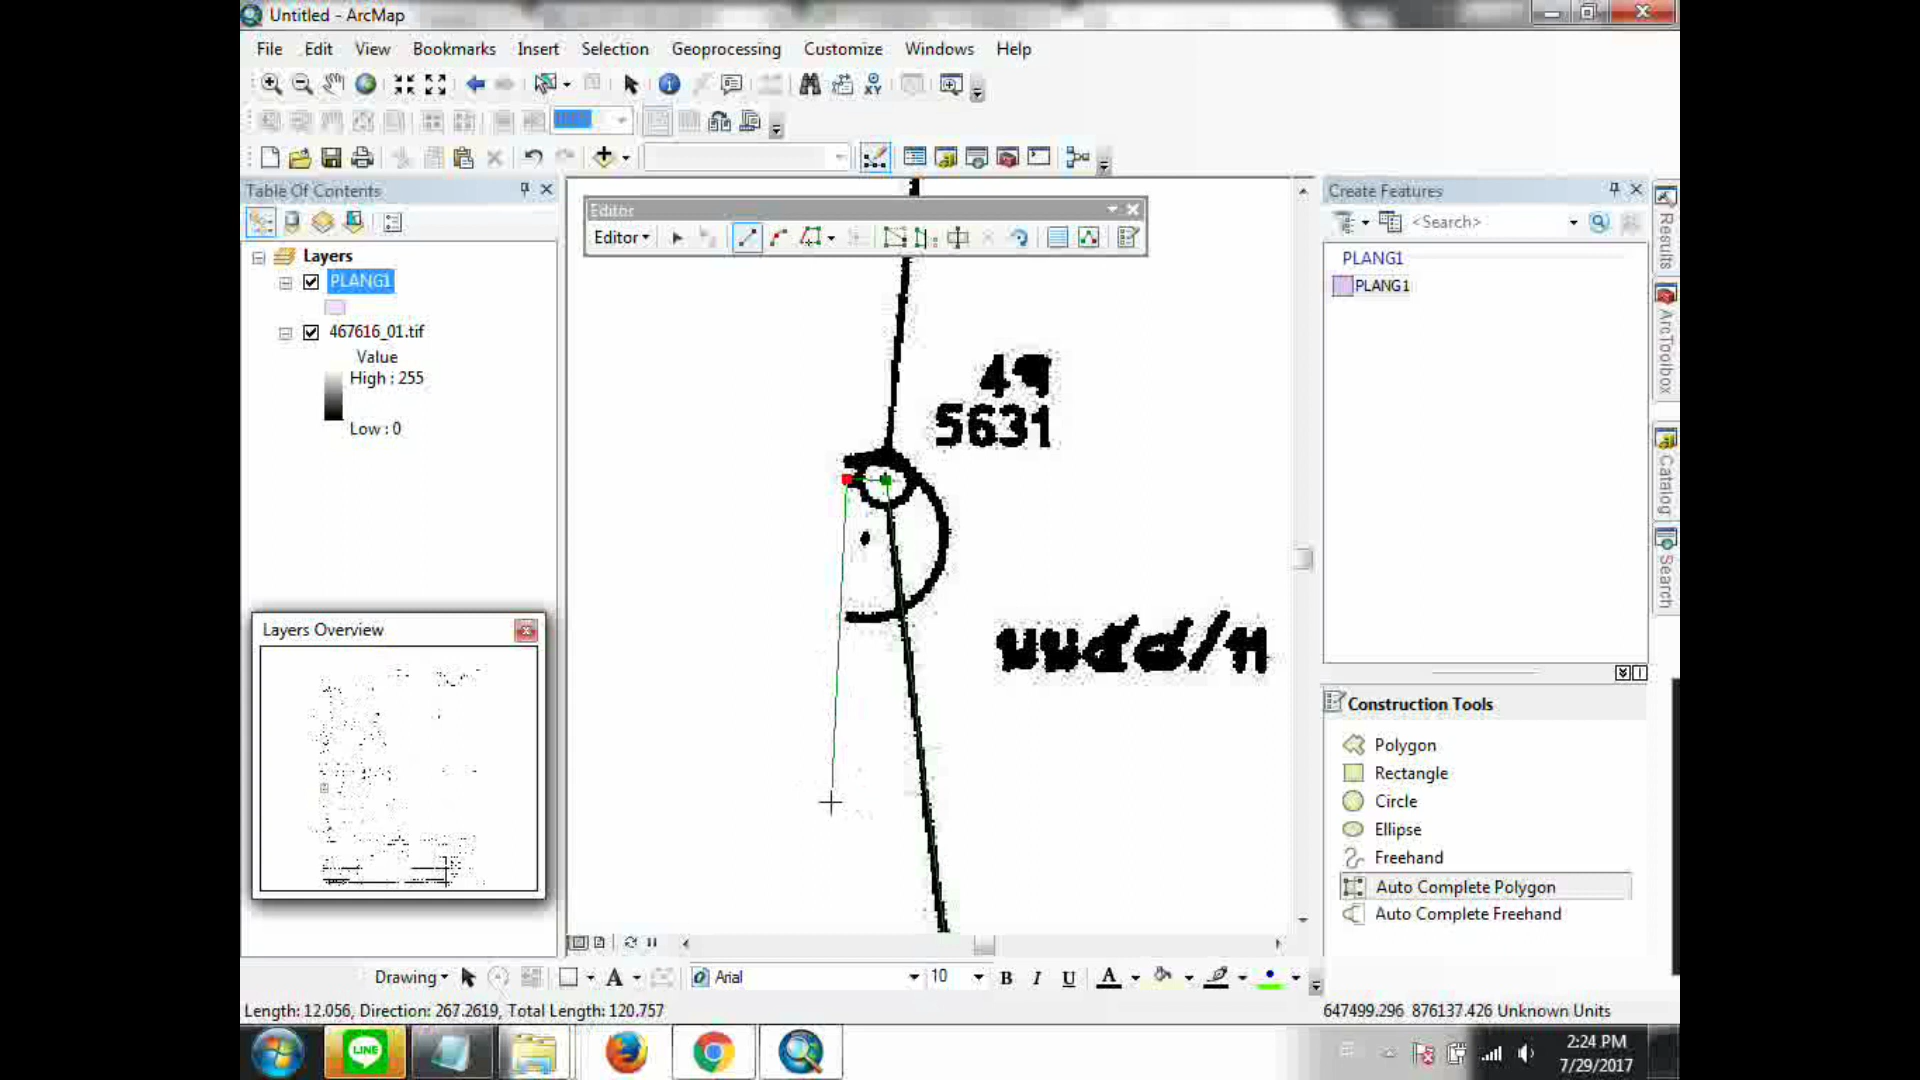 Untitled - ArcMap
File Edit View Bookmarks Insert Selection Geoprocessing Customize Windows Help
Table Of Contents
Layers
PLANG1
467616_01.tif
Value
High : 255
Low : 0
Layers Overview
Editor
Editor
5631
Create Features
<Search>
PLANG1
PLANG1
Construction Tools
Polygon
Rectangle
Circle
Ellipse
Freehand
Auto Complete Polygon
Auto Complete Freehand
Results
ArcToolbox
Catalog
Search
Drawing
A
Arial
10
B I U A
Length: 12.056, Direction: 267.2619, Total Length: 120.757
647499.296 876137.426 Unknown Units
LINE
2:24 PM
7/29/2017